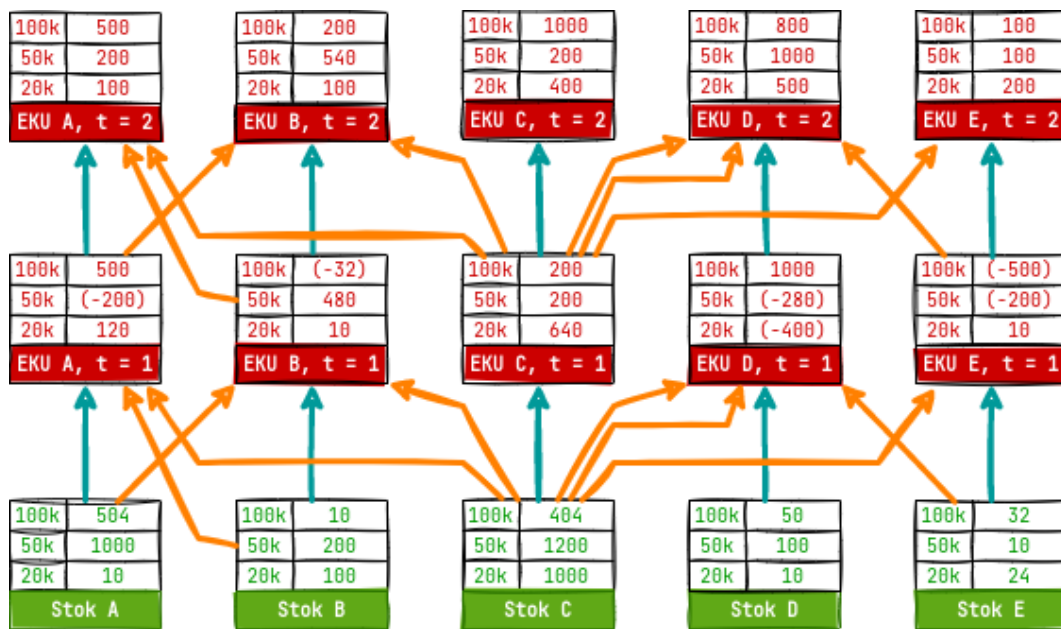 100k 500 100k 200 100k 1000 100k 800 100k 100
50k 200 50k 540 50k 200 50k 1000 50k 100
20k 100 20k 100 20k 400 20k 500 20k 200
EKU A, t = 2 EKU B, t = 2 EKU C, t = 2 EKU D, t = 2 EKU E, t = 2
100k 500 100k (-32) 100k 200 100k 1000 100k (-500)
50k (-200) 50k 480 50k 200 50k (-280) 50k (-200)
20k 120 20k 10 20k 640 20k (-400) 20k 10
EKU A, t = 1 EKU B, t = 1 EKU C, t = 1 EKU D, t = 1 EKU E, t = 1
100k 504 100k 10 100k 404 100k 50 100k 32
50k 1000 50k 200 50k 1200 50k 100 50k 10
20k 10 20k 100 20k 1000 20k 10 20k 24
Stok A Stok B Stok C Stok D Stok E